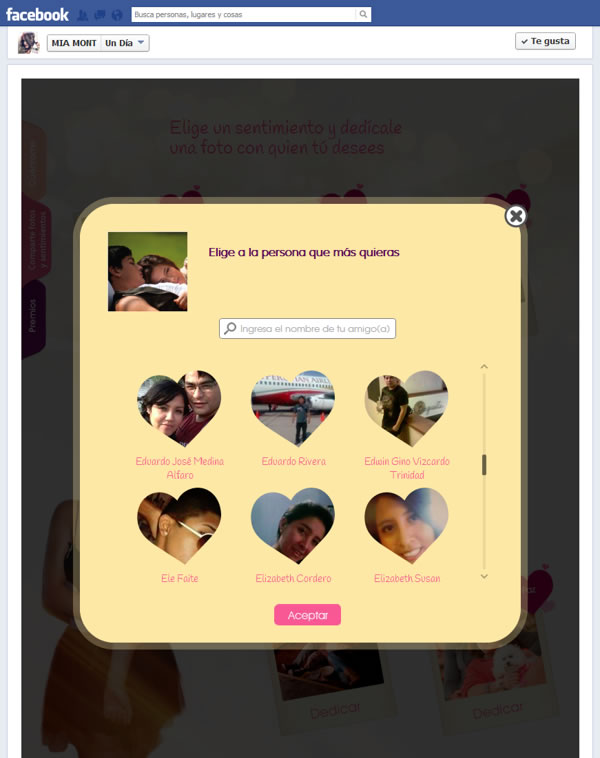 facebook
Busca personas, lugares y cosas
MIA MONT
Un Día
✓ Te gusta
Elige un sentimiento y dedícale
una foto con quien tú desees
Cuéntame
Comparte fotos
y sentimientos
Premios
Elige a la persona que más quieras
Ingresa el nombre de tu amigo(a)
Eduardo José Medina
Alfaro
Eduardo Rivera
Edwin Gino Vizcardo
Trinidad
Ele Faite
Elizabeth Cordero
Elizabeth Susan
Aceptar
Dedicar
Dedicar